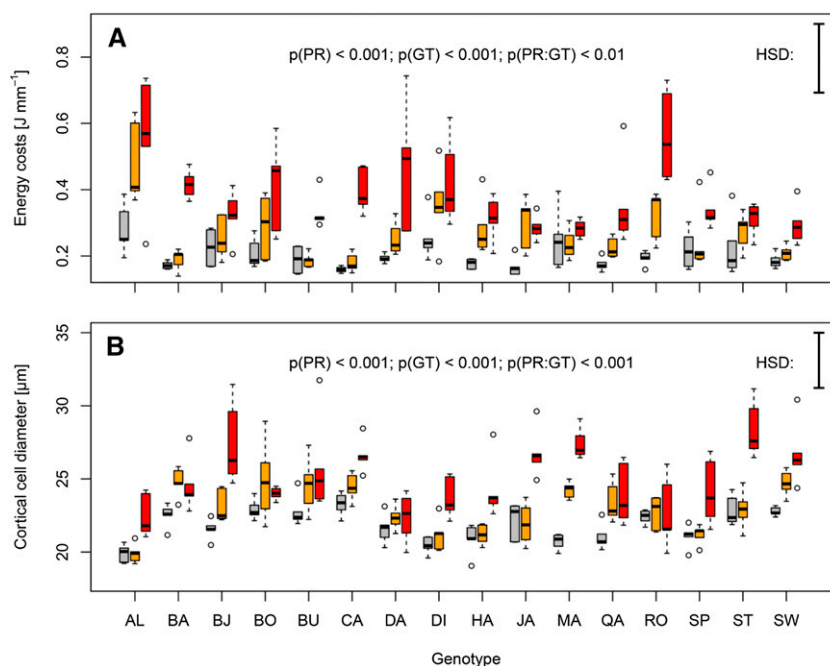 A
p(PR) < 0.001; p(GT) < 0.001; p(PR:GT) < 0.01 HSD:
Energy costs [J mm⁻¹]
0.8
0.6
0.4
0.2
B
p(PR) < 0.001; p(GT) < 0.001; p(PR:GT) < 0.001 HSD:
Cortical cell diameter [µm]
35
30
25
20
AL BA BJ BO BU CA DA DI HA JA MA QA RO SP ST SW
Genotype